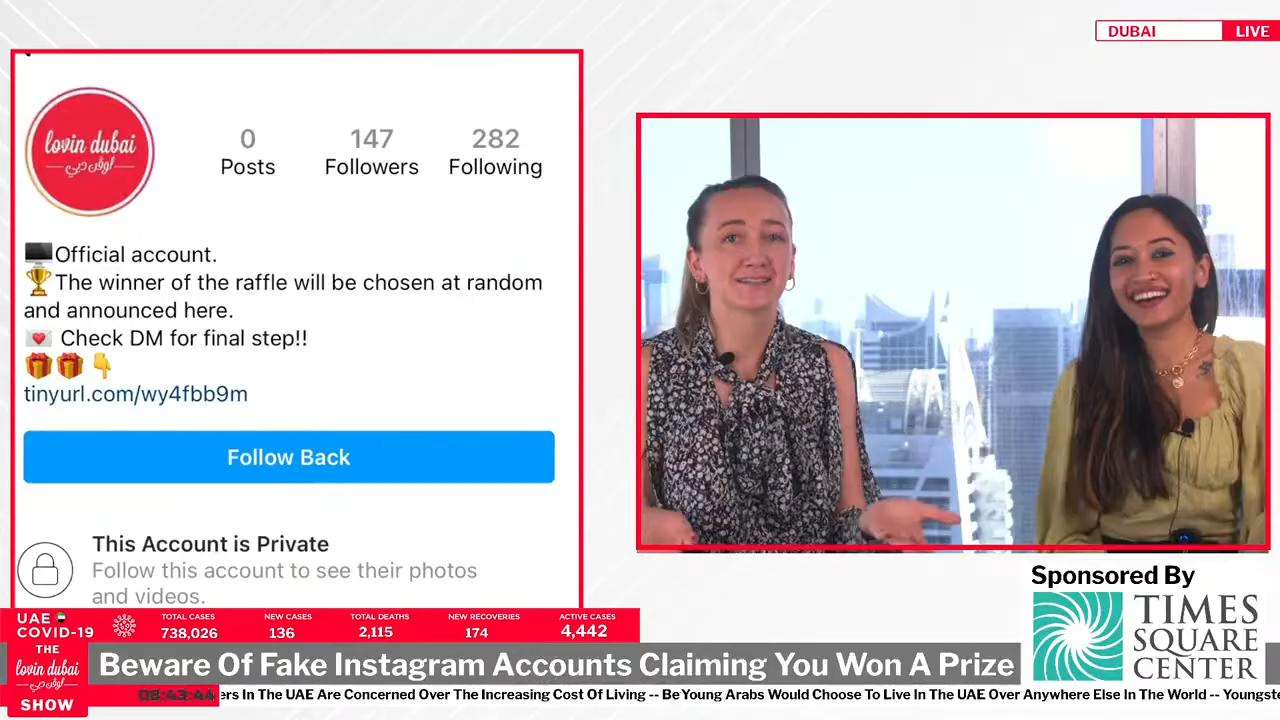 DUBAI LIVE
lovin dubai
لوڤن دبي
0 147 282
Posts Followers Following
Official account.
The winner of the raffle will be chosen at random
and announced here.
Check DM for final step!!
tinyurl.com/wy4fbb9m
Follow Back
This Account is Private
Follow this account to see their photos
and videos.
Sponsored By
TIMES
SQUARE
CENTER
UAE
COVID-19
TOTAL CASES NEW CASES TOTAL DEATHS NEW RECOVERIES ACTIVE CASES
738,026 136 2,115 174 4,442
THE
lovin dubai
لوڤن دبي
SHOW
Beware Of Fake Instagram Accounts Claiming You Won A Prize
08:43:44 ers In The UAE Are Concerned Over The Increasing Cost Of Living -- Be Young Arabs Would Choose To Live In The UAE Over Anywhere Else In The World -- Youngste